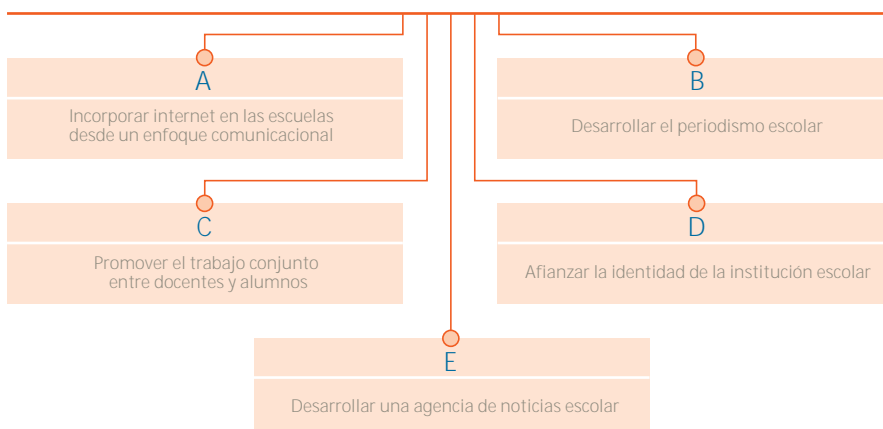 A
Incorporar internet en las escuelas
desde un enfoque comunicacional
B
Desarrollar el periodismo escolar
C
Promover el trabajo conjunto
entre docentes y alumnos
D
Afianzar la identidad de la institución escolar
E
Desarrollar una agencia de noticias escolar